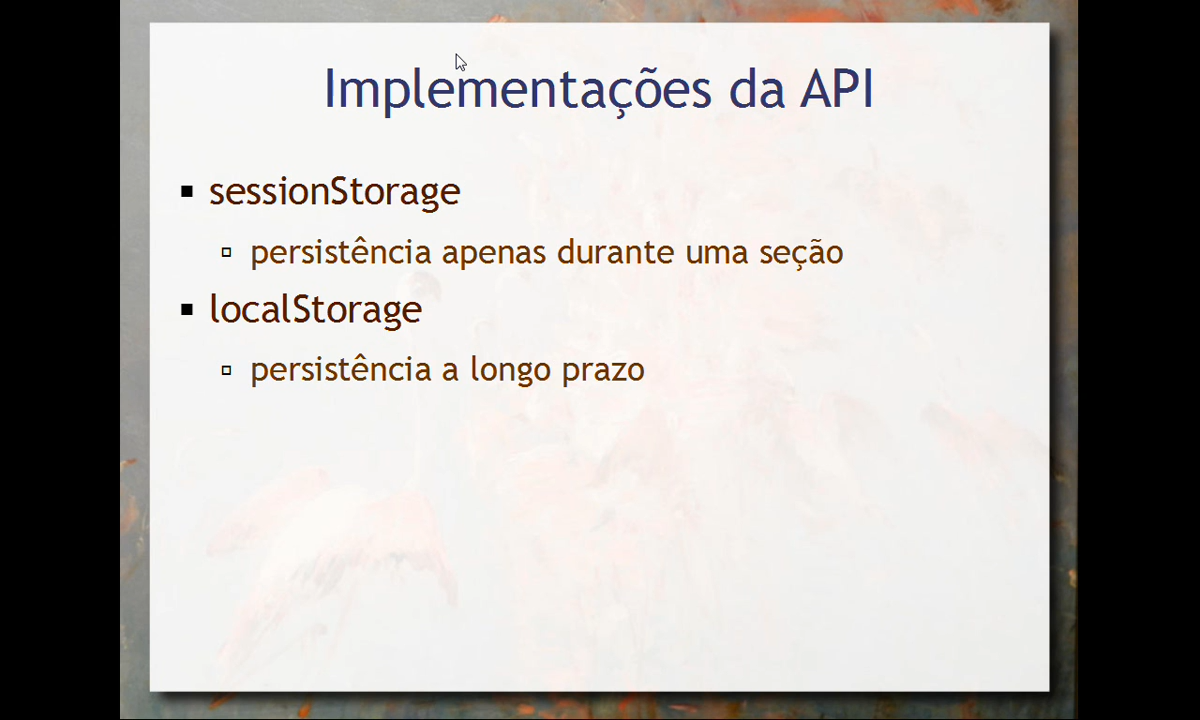 Implementações da API
sessionStorage
persistência apenas durante uma seção
localStorage
persistência a longo prazo